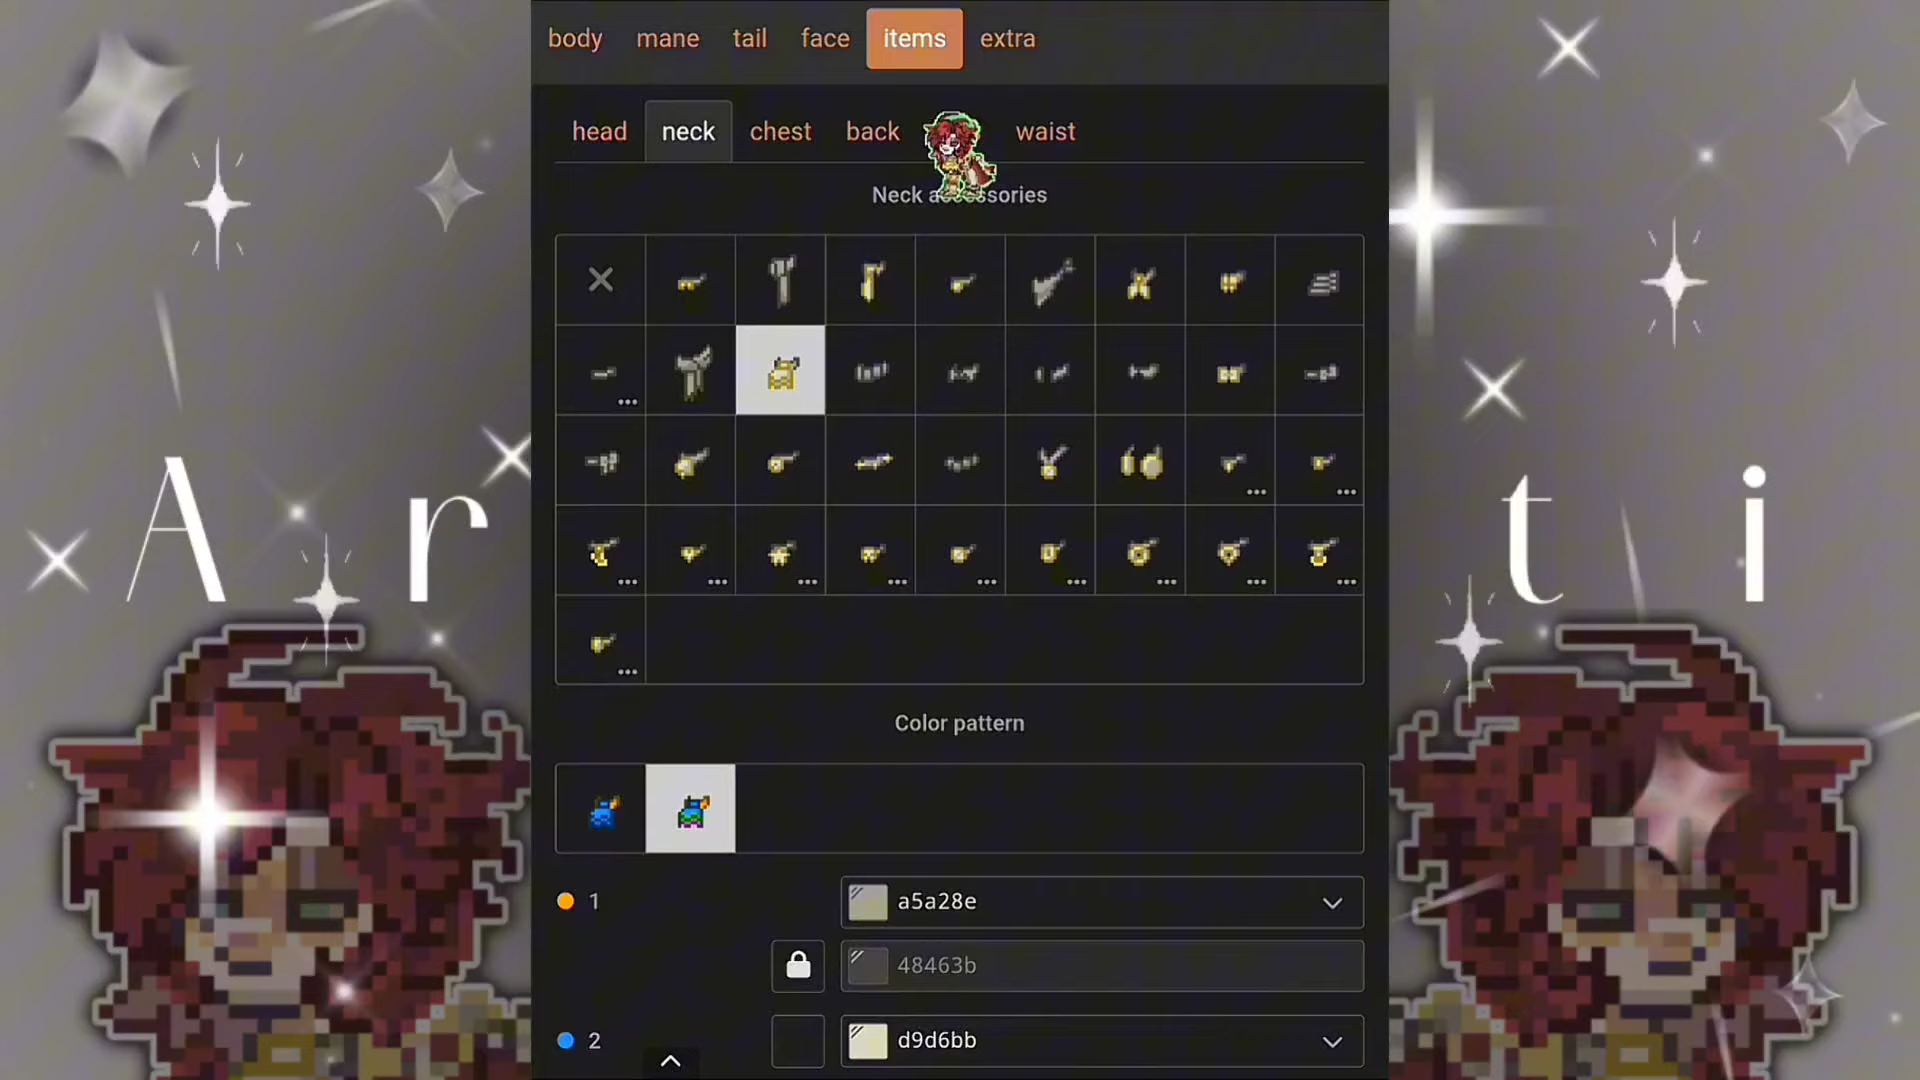 body mane tail face items extra
head neck chest back waist
Neck accessories
A r t i
Color pattern
1 a5a28e
48463b
2 d9d6bb